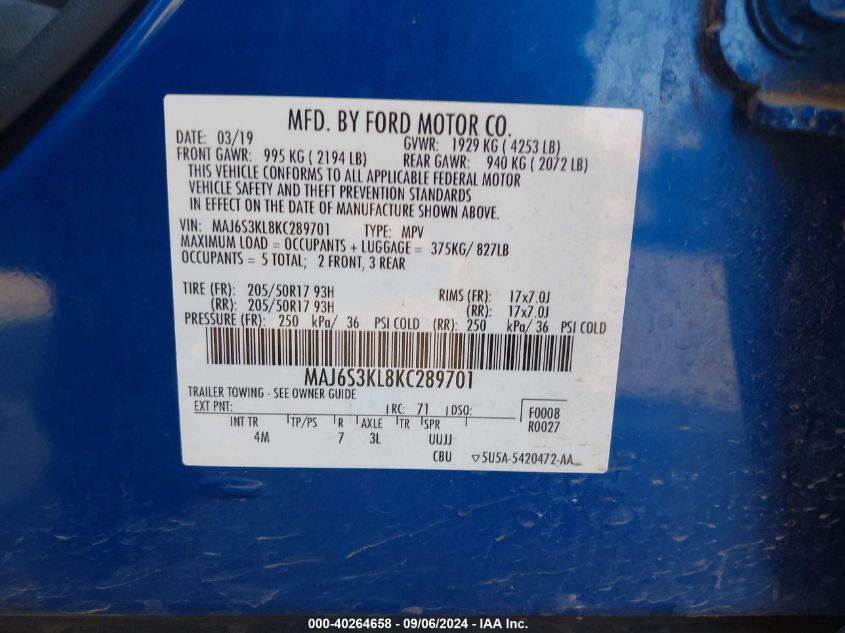 MFD. BY FORD MOTOR CO.
DATE: 03/19 GVWR: 1929 KG ( 4253 LB)
FRONT GAWR: 995 KG ( 2194 LB) REAR GAWR: 940 KG ( 2072 LB)
THIS VEHICLE CONFORMS TO ALL APPLICABLE FEDERAL MOTOR
VEHICLE SAFETY AND THEFT PREVENTION STANDARDS
IN EFFECT ON THE DATE OF MANUFACTURE SHOWN ABOVE.
VIN: MAJ6S3KL8KC289701 TYPE: MPV
MAXIMUM LOAD = OCCUPANTS + LUGGAGE = 375KG/ 827LB
OCCUPANTS = 5 TOTAL; 2 FRONT, 3 REAR
TIRE (FR): 205/50R17 93H RIMS (FR): 17x7.0J
(RR): 205/50R17 93H (RR): 17x7.0J
PRESSURE (FR): 250 kPa/ 36 PSI COLD (RR): 250 kPa/ 36 PSI COLD
MAJ6S3KL8KC289701
TRAILER TOWING - SEE OWNER GUIDE
EXT PNT: RC: 71 DSO: F0008
R0027
INT TR TP/PS R AXLE TR SPR
4M 7 3L UUJJ
CBU ▽5U5A-5420472-AA
000-40264658 - 09/06/2024 - IAAI.com